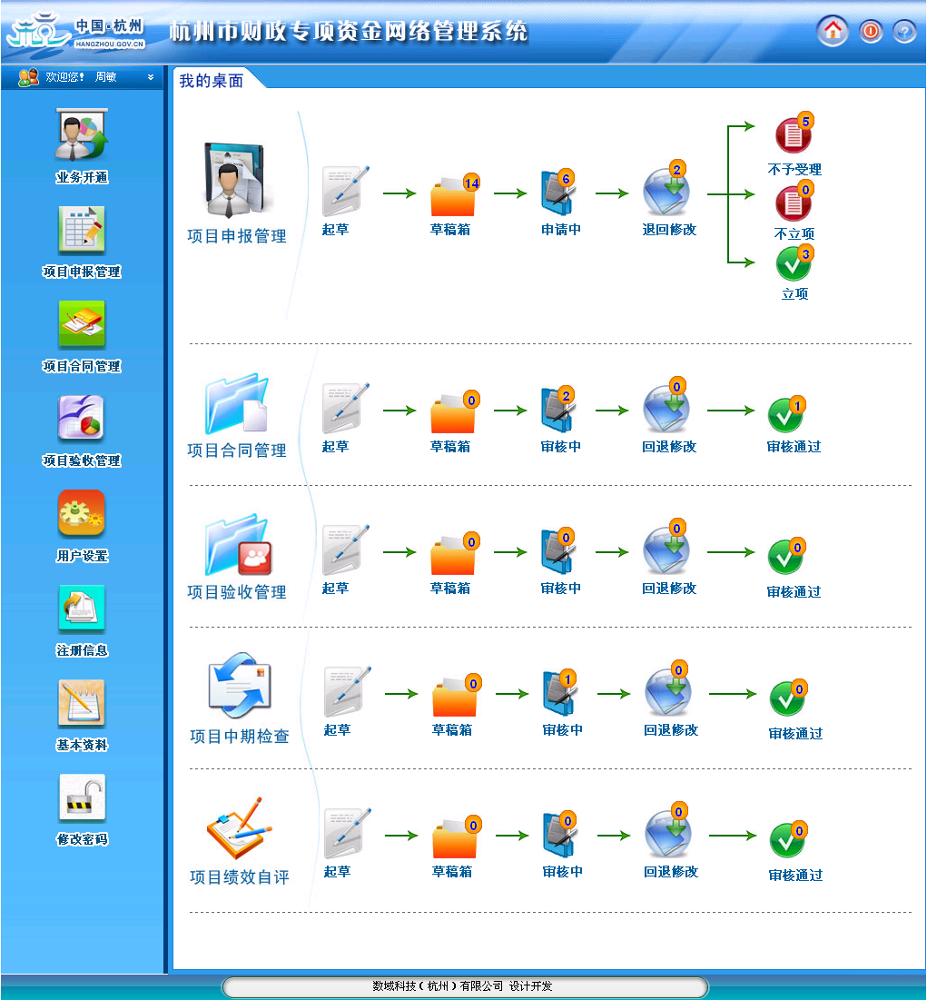 中国·杭州
HANGZHOU.GOV.CN
杭州市财政专项资金网络管理系统
欢迎您! 周敏
我的桌面
业务开通
项目申报管理
项目合同管理
项目验收管理
用户设置
注册信息
基本资料
修改密码
项目申报管理
起草
14
草稿箱
6
申请中
2
退回修改
5
不予受理
0
不立项
3
立项
项目合同管理
起草
0
草稿箱
2
审核中
0
回退修改
1
审核通过
项目验收管理
起草
0
草稿箱
0
审核中
0
回退修改
0
审核通过
项目中期检查
起草
0
草稿箱
1
审核中
0
回退修改
0
审核通过
项目绩效自评
起草
0
草稿箱
0
审核中
0
回退修改
0
审核通过
数域科技(杭州)有限公司 设计开发